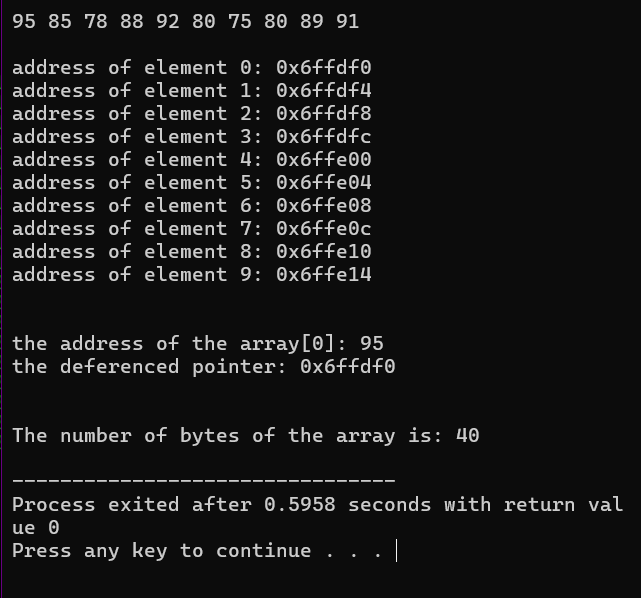 95 85 78 88 92 80 75 80 89 91
address of element 0: 0x6ffdf0
address of element 1: 0x6ffdf4
address of element 2: 0x6ffdf8
address of element 3: 0x6ffdfc
address of element 4: 0x6ffe00
address of element 5: 0x6ffe04
address of element 6: 0x6ffe08
address of element 7: 0x6ffe0c
address of element 8: 0x6ffe10
address of element 9: 0x6ffe14
the address of the array[0]: 95
the deferenced pointer: 0x6ffdf0
The number of bytes of the array is: 40
--------------------------------
Process exited after 0.5958 seconds with return val
ue 0
Press any key to continue . . .